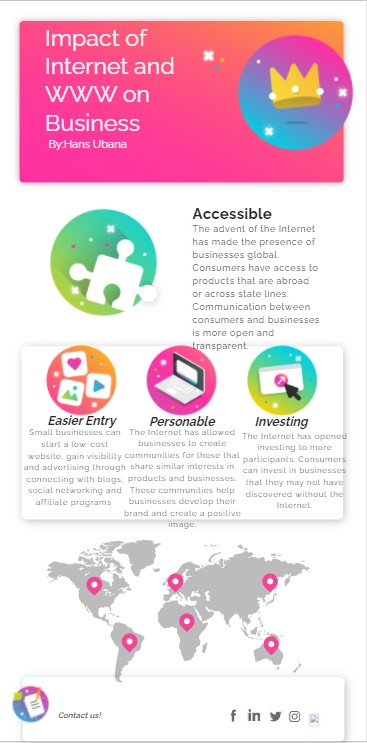 Impact of
Internet and
WWW on
Business
By:Hans Ubana
Accessible
The advent of the Internet
has made the presence of
businesses global.
Consumers have access to
products that are abroad
or across state lines.
Communication between
consumers and businesses
is more open and
transparent.
Easier Entry
Small businesses can
start a low-cost
website, gain visibility
and advertising through
connecting with blogs,
social networking and
affiliate programs
Personable
The Internet has allowed
businesses to create
communities for those that
share similar interests in
products and businesses.
These communities help
businesses develop their
brand and create a positive
image.
Investing
The Internet has opened
investing to more
participants. Consumers
can invest in businesses
that they may not have
discovered without the
Internet.
Contact us!